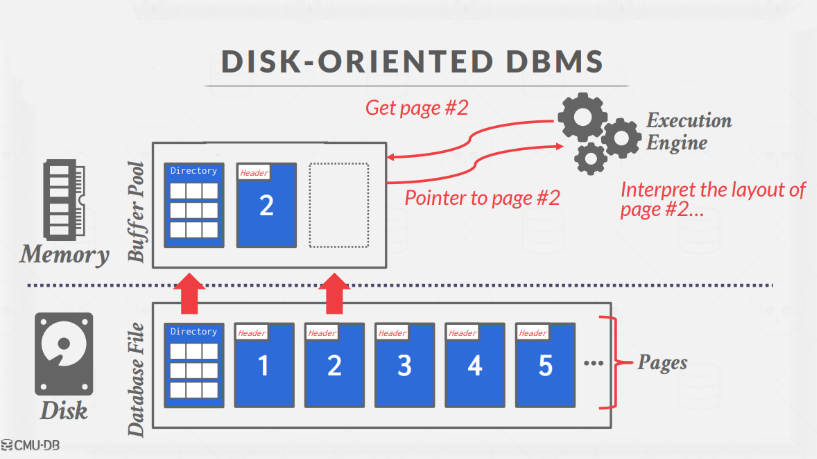 DISK-ORIENTED DBMS
Get page #2
Execution
Engine
Pointer to page #2
Interpret the layout of
page #2...
Memory
Buffer Pool
Directory
Header
2
Disk
Database File
Directory
Header
1
Header
2
Header
3
Header
4
Header
5
...
Pages
CMU·DB